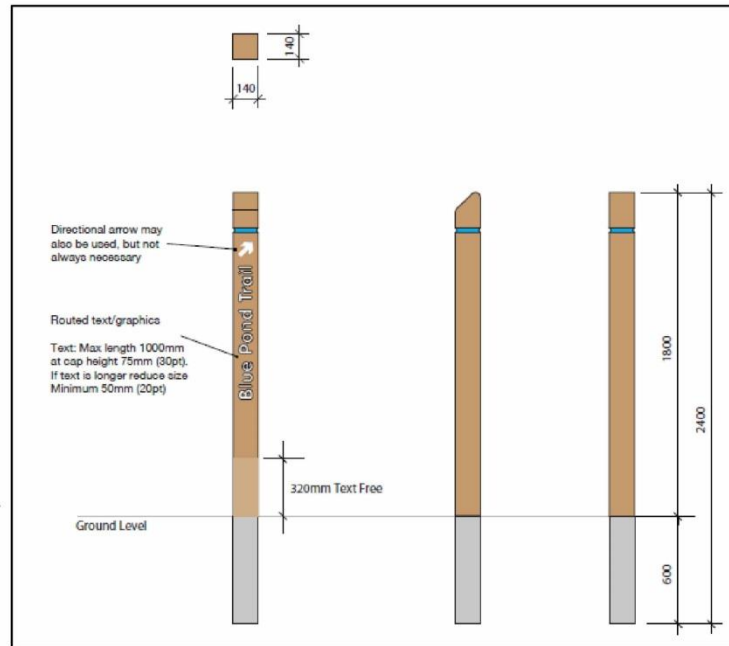 140
140
Directional arrow may
also be used, but not
always necessary
Blue Pond Trail
Routed text/graphics
Text: Max length 1000mm
at cap height 75mm (30pt).
If text is longer reduce size
Minimum 50mm (20pt)
1800
2400
320mm Text Free
Ground Level
600